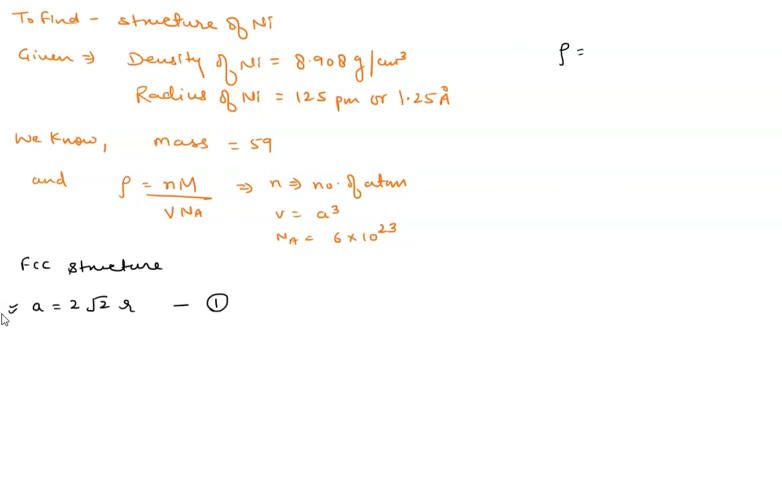 To Find - structure of Ni
Given ⇒ Density of Ni = 8.908 g/cm³
Radius of Ni = 125 pm or 1.25 Å
We Know, mass = 59
and ρ = nM / V NA ⇒ n ⇒ no. of atom
v = a³
NA = 6 × 10²³
Fcc structure
⇒ a = 2√2 r — ①
ρ =